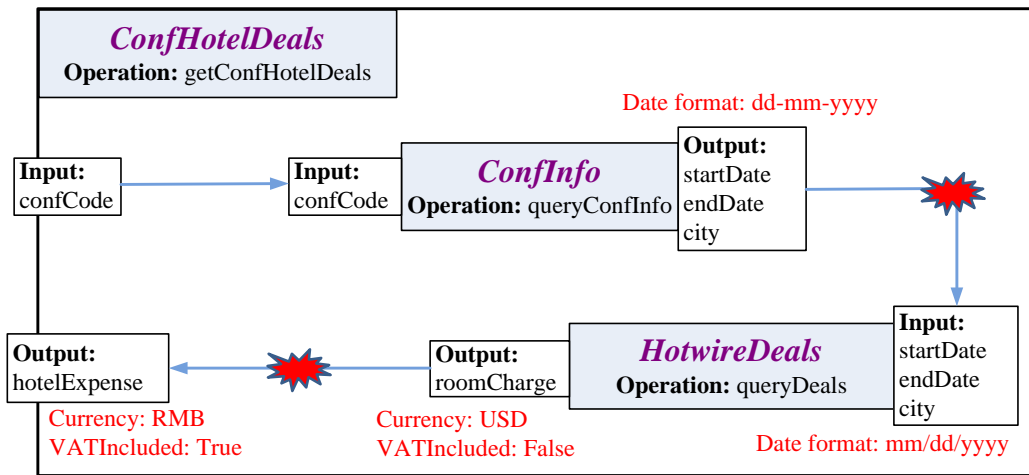 ConfHotelDeals
Operation: getConfHotelDeals
Date format: dd-mm-yyyy
Input:
confCode
Input:
confCode
ConfInfo
Operation: queryConfInfo
Output:
startDate
endDate
city
Output:
hotelExpense
Currency: RMB
VATIncluded: True
Output:
roomCharge
Currency: USD
VATIncluded: False
HotwireDeals
Operation: queryDeals
Input:
startDate
endDate
city
Date format: mm/dd/yyyy